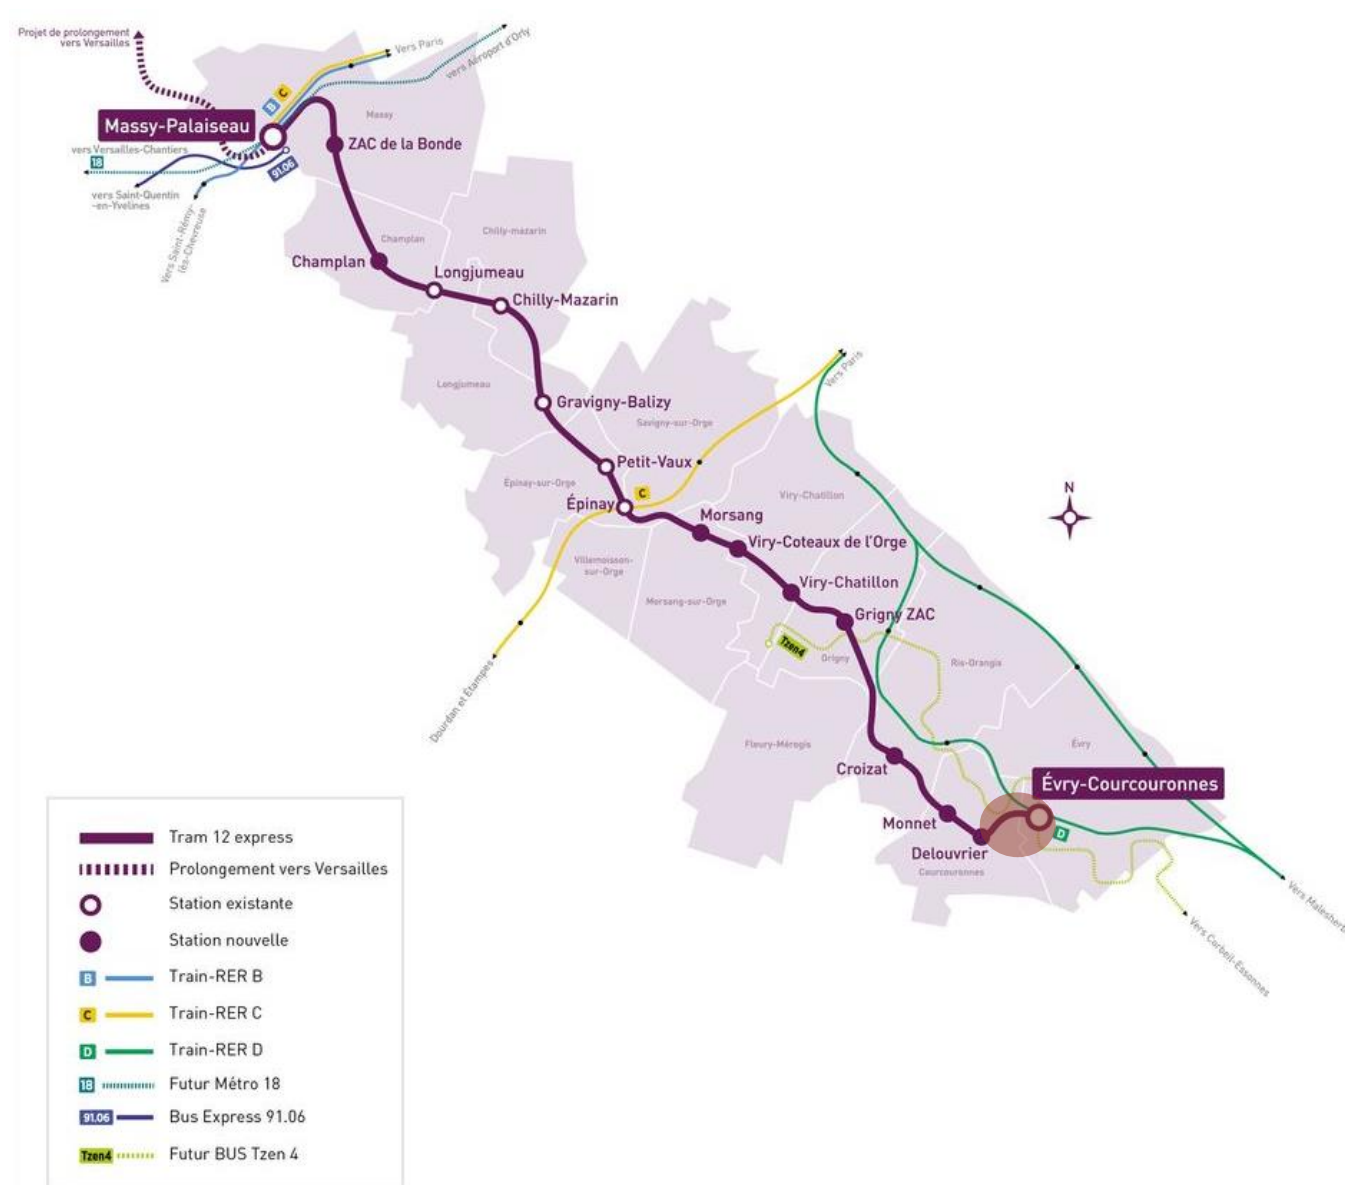 Projet de prolongement
vers Versailles
Vers Paris
vers Aéroport d'Orly
B
C
Massy
Massy-Palaiseau
ZAC de la Bonde
vers Versailles-Chantiers
18
91.06
vers Saint-Quentin
-en-Yvelines
Vers Saint-Rémy-
lès-Chevreuse
Champlan
Chilly-mazarin
Champlan
Longjumeau
Chilly-Mazarin
Vers Paris
Longjumeau
Gravigny-Balizy
Savigny-sur-Orge
Petit-Vaux
Épinay-sur-Orge
C
Viry-Chatillon
N
Épinay
Morsang
Viry-Coteaux de l'Orge
Villemoisson-
sur-Orge
Viry-Chatillon
Morsang-sur-Orge
Grigny ZAC
Tzen4
Grigny
Ris-Orangis
Dourdan et Étampes
Fleury-Mérogis
Évry
Croizat
Évry-Courcouronnes
Monnet
D
Delouvrier
Courcouronnes
Vers Malesherb
Vers Corbeil-Essonnes
Tram 12 express
Prolongement vers Versailles
Station existante
Station nouvelle
B Train-RER B
C Train-RER C
D Train-RER D
18 Futur Métro 18
91.06 Bus Express 91.06
Tzen4 Futur BUS Tzen 4